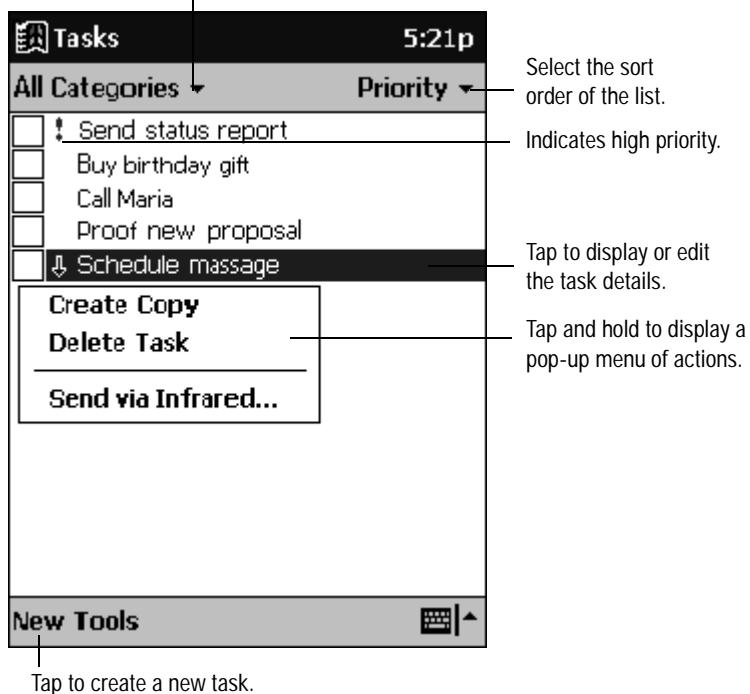 Tasks 5:21p
All Categories Priority
Select the sort
order of the list.
! Send status report
Indicates high priority.
Buy birthday gift
Call Maria
Proof new proposal
Schedule massage
Tap to display or edit
the task details.
Create Copy
Delete Task
Send via Infrared...
Tap and hold to display a
pop-up menu of actions.
New Tools
Tap to create a new task.